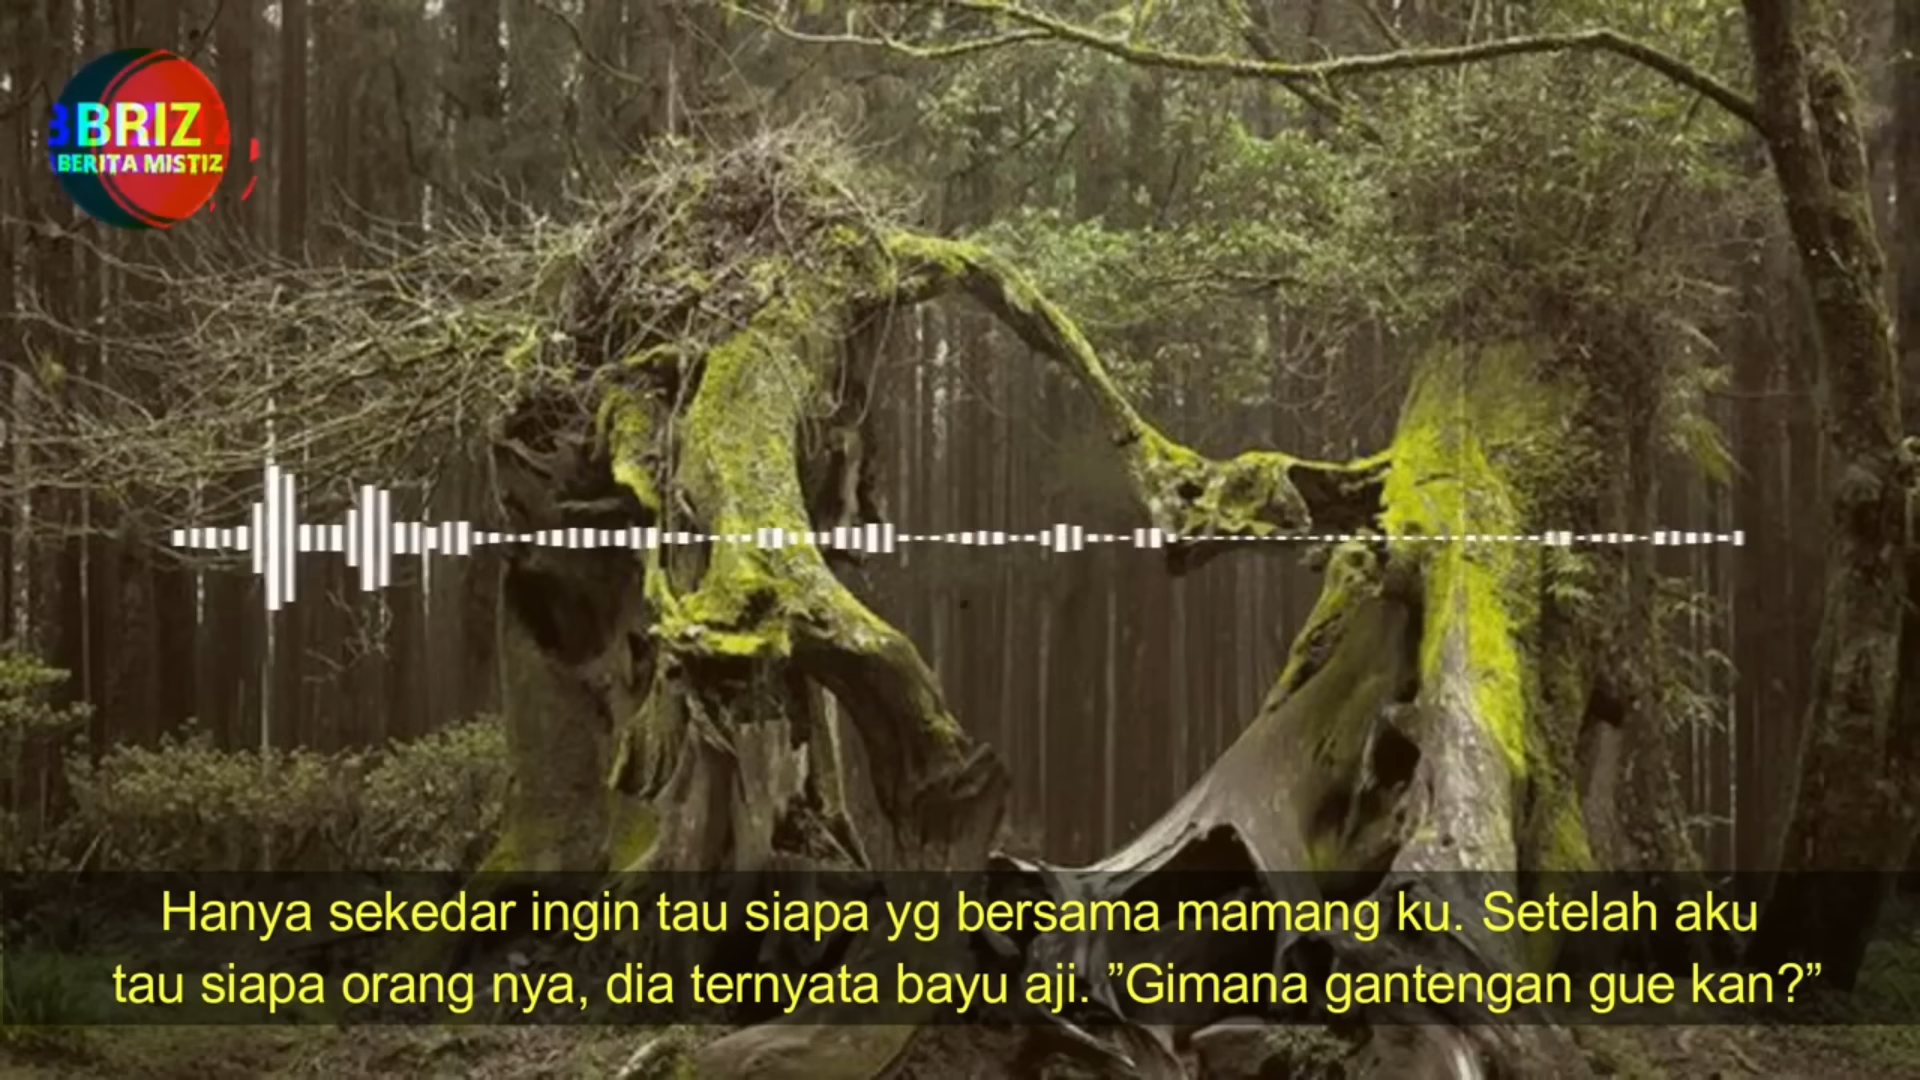 BRIZ
BERITA MISTIZ
Hanya sekedar ingin tau siapa yg bersama mamang ku. Setelah aku
tau siapa orang nya, dia ternyata bayu aji. ”Gimana gantengan gue kan?”